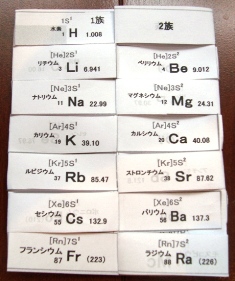 1S¹ 1族
水素 1 H 1.008
2族
[He]2S¹
リチウム 3 Li 6.941
[He]2S²
ベリリウム 4 Be 9.012
[Ne]3S¹
ナトリウム 11 Na 22.99
[Ne]3S²
マグネシウム 12 Mg 24.31
[Ar]4S¹
カリウム 19 K 39.10
[Ar]4S²
カルシウム 20 Ca 40.08
[Kr]5S¹
ルビジウム 37 Rb 85.47
[Kr]5S²
ストロンチウム 38 Sr 87.62
[Xe]6S¹
セシウム 55 Cs 132.9
[Xe]6S²
バリウム 56 Ba 137.3
[Rn]7S¹
フランシウム 87 Fr (223)
[Rn]7S²
ラジウム 88 Ra (226)